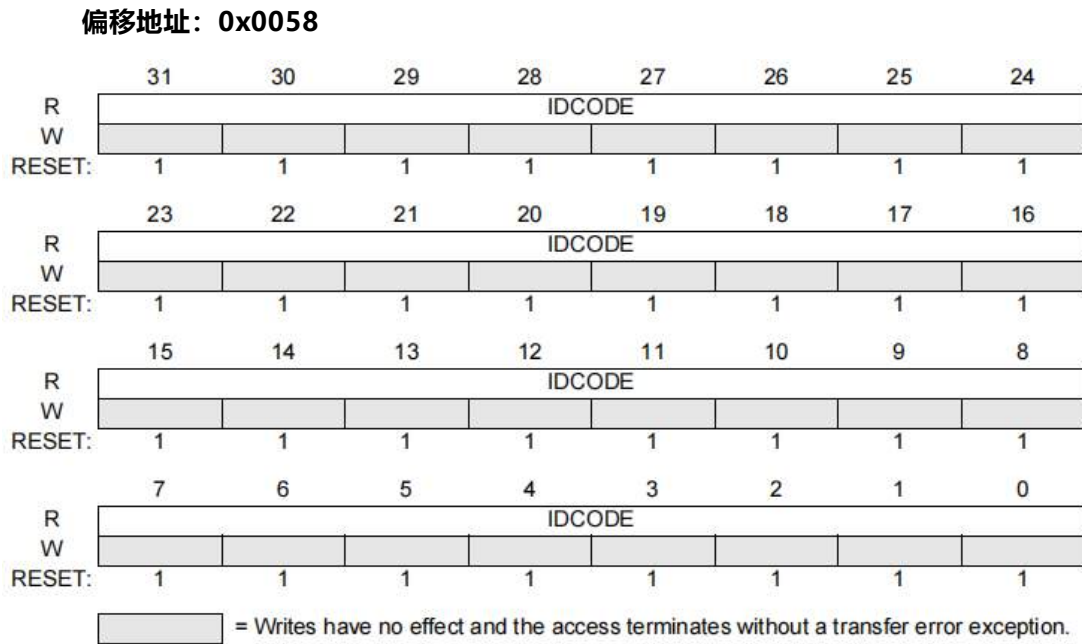 偏移地址：0x0058
31 30 29 28 27 26 25 24
R IDCODE
W
RESET: 1 1 1 1 1 1 1 1
23 22 21 20 19 18 17 16
R IDCODE
W
RESET: 1 1 1 1 1 1 1 1
15 14 13 12 11 10 9 8
R IDCODE
W
RESET: 1 1 1 1 1 1 1 1
7 6 5 4 3 2 1 0
R IDCODE
W
RESET: 1 1 1 1 1 1 1 1
= Writes have no effect and the access terminates without a transfer error exception.